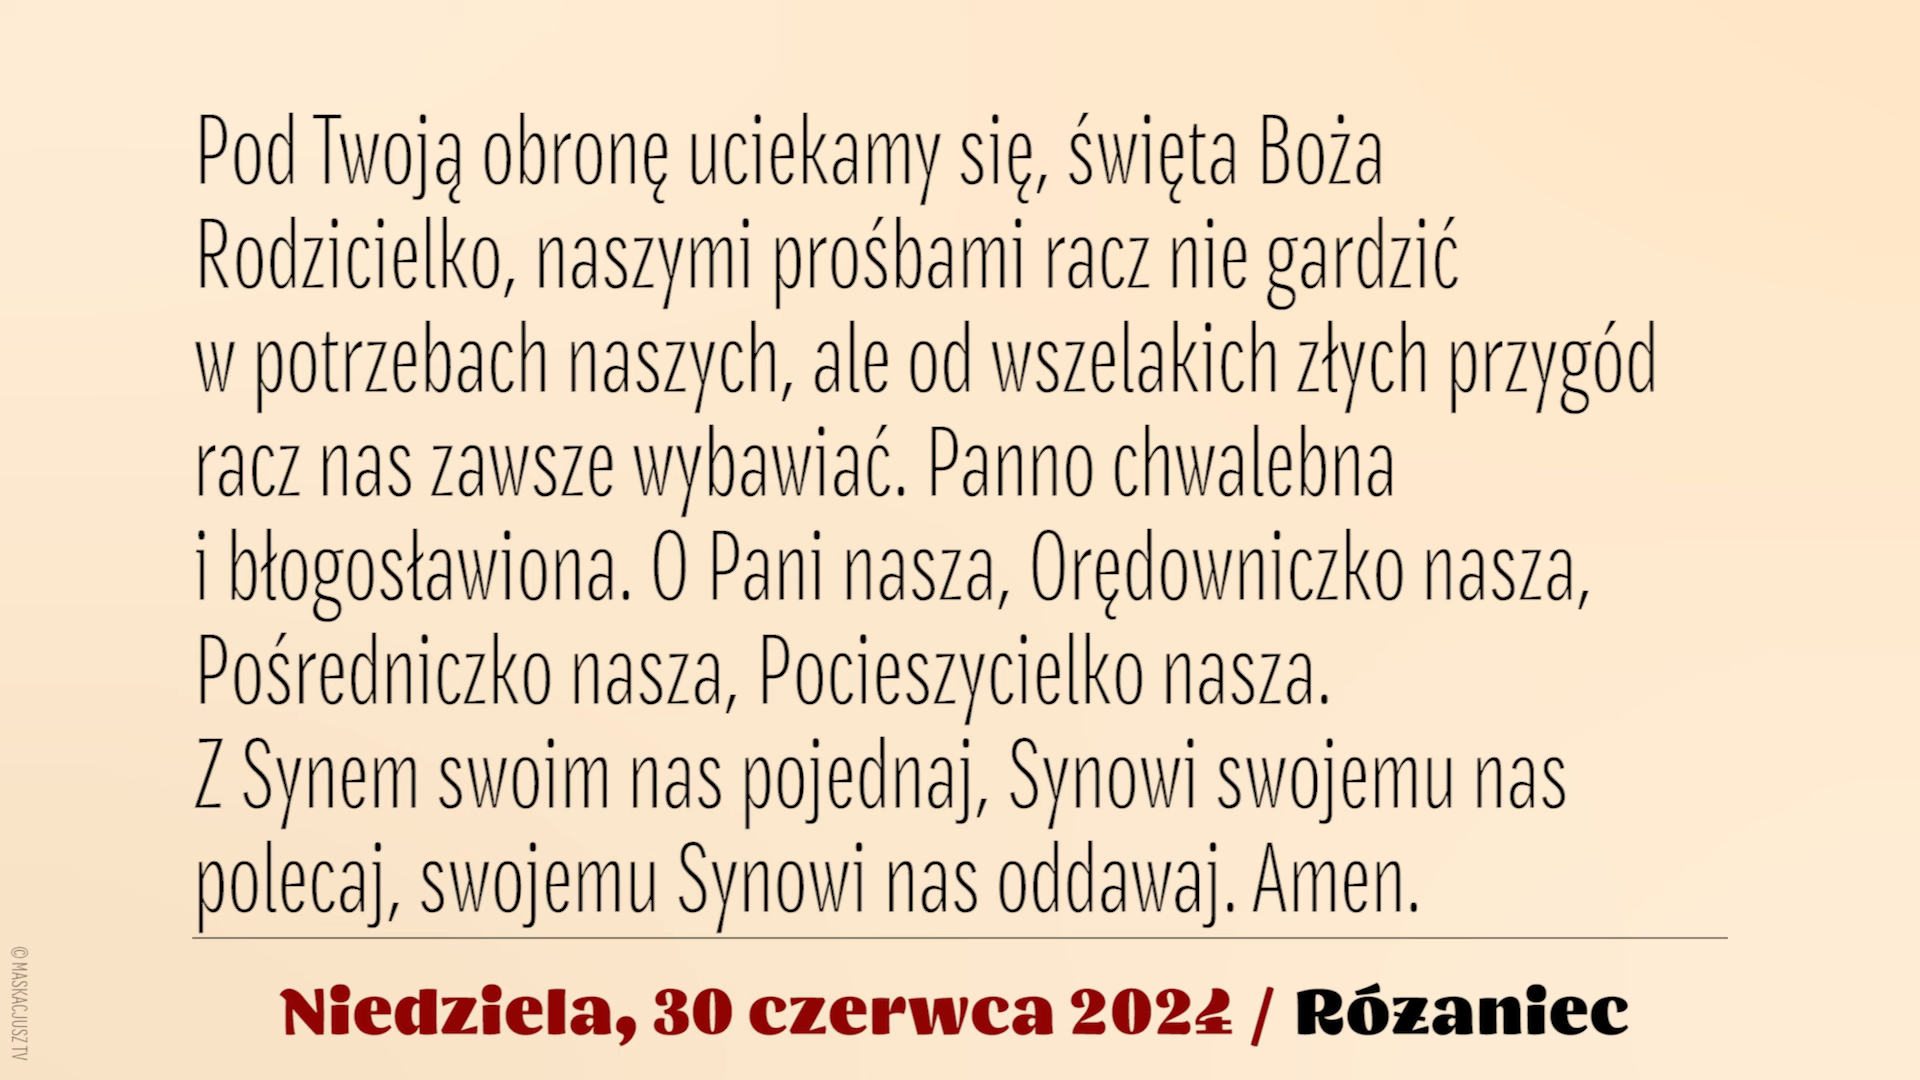 Pod Twoją obronę uciekamy się, święta Boża
Rodzicielko, naszymi prośbami racz nie gardzić
w potrzebach naszych, ale od wszelakich złych przygód
racz nas zawsze wybawiać. Panno chwalebna
i błogosławiona. O Pani nasza, Orędowniczko nasza,
Pośredniczko nasza, Pocieszycielko nasza.
Z Synem swoim nas pojednaj, Synowi swojemu nas
polecaj, swojemu Synowi nas oddawaj. Amen.
Niedziela, 30 czerwca 2024 / Różaniec
© MASKACJUSZ TV